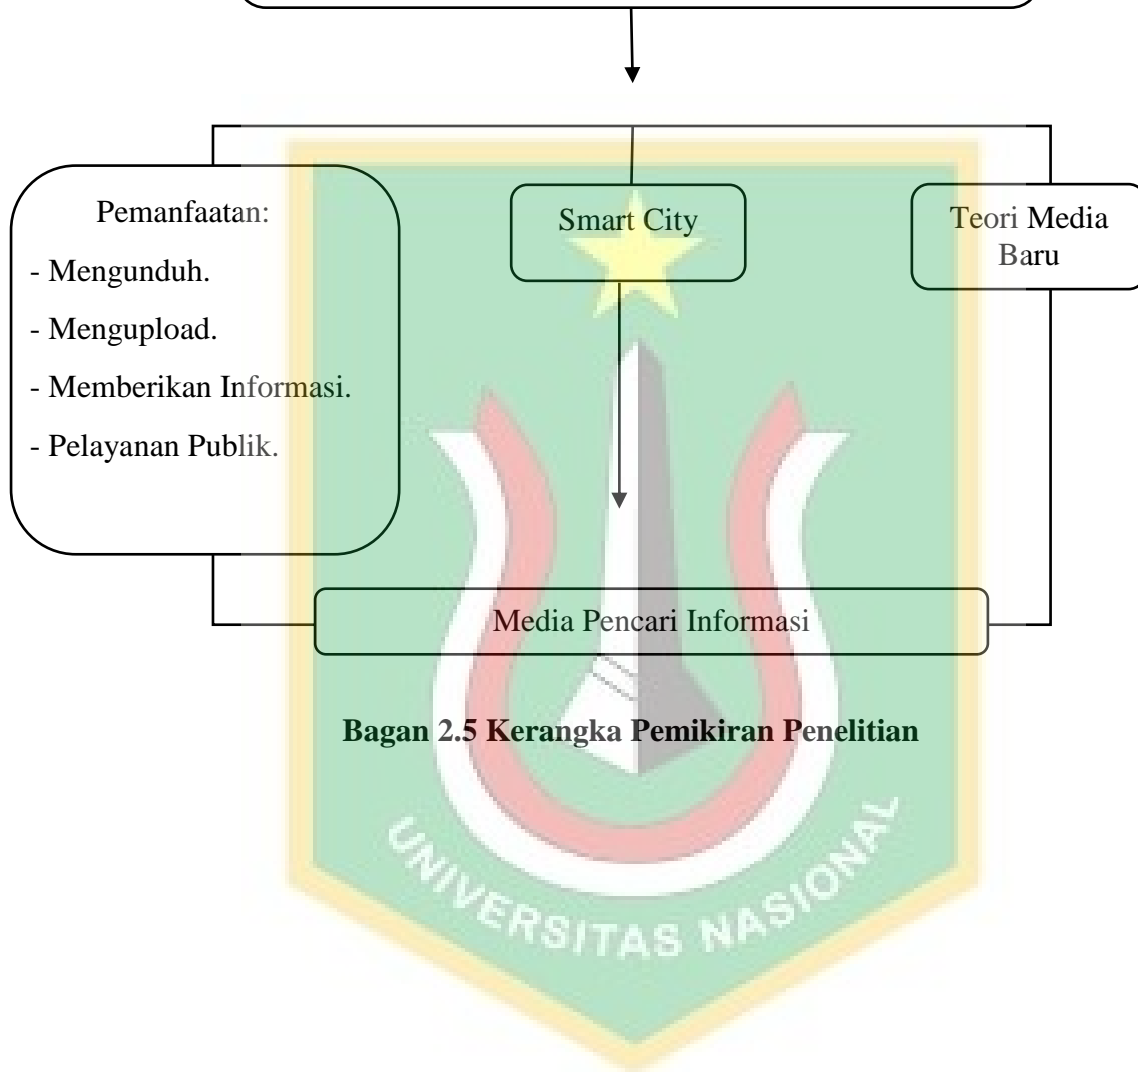 Pemanfaatan:
- Mengunduh.
- Mengupload.
- Memberikan Informasi.
- Pelayanan Publik.
Smart City
Teori Media
Baru
Media Pencari Informasi
Bagan 2.5 Kerangka Pemikiran Penelitian
UNIVERSITAS NASIONAL